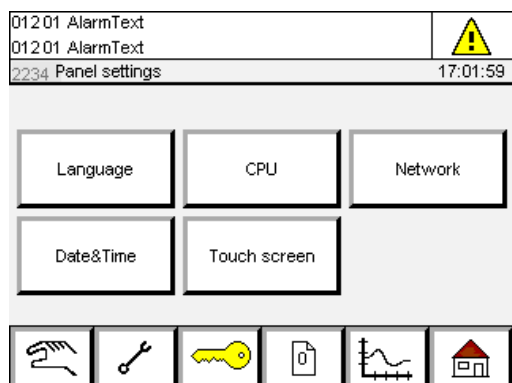 01201 AlarmText
01201 AlarmText
2234 Panel settings 17:01:59
Language CPU Network
Date&Time Touch screen
0